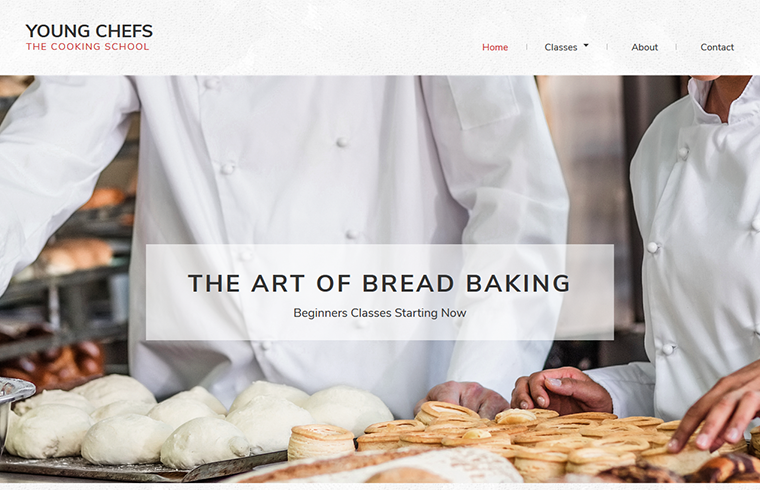 YOUNG CHEFS
THE COOKING SCHOOL
Home
Classes
About
Contact
THE ART OF BREAD BAKING
Beginners Classes Starting Now